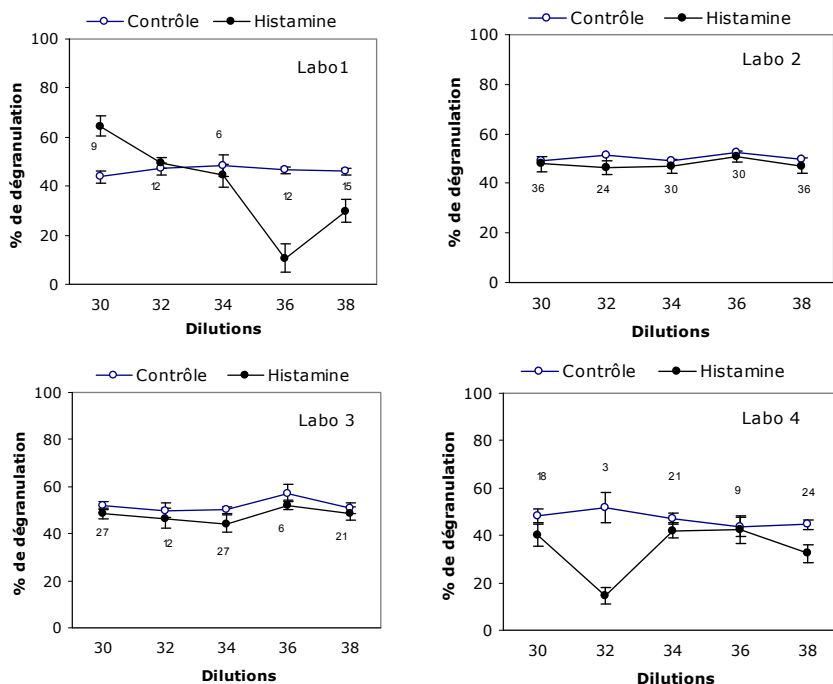 Contrôle Histamine
Labo1
% de dégranulation
100
80
60
40
20
0
9
12
6
12
15
30 32 34 36 38
Dilutions
Contrôle Histamine
Labo 2
% de dégranulation
100
80
60
40
20
0
36 24 30 30 36
30 32 34 36 38
Dilutions
Contrôle Histamine
Labo 3
% de dégranulation
100
80
60
40
20
0
27 12 27 6 21
30 32 34 36 38
Dilutions
Contrôle Histamine
Labo 4
% de dégranulation
100
80
60
40
20
0
18 3 21 9 24
30 32 34 36 38
Dilutions